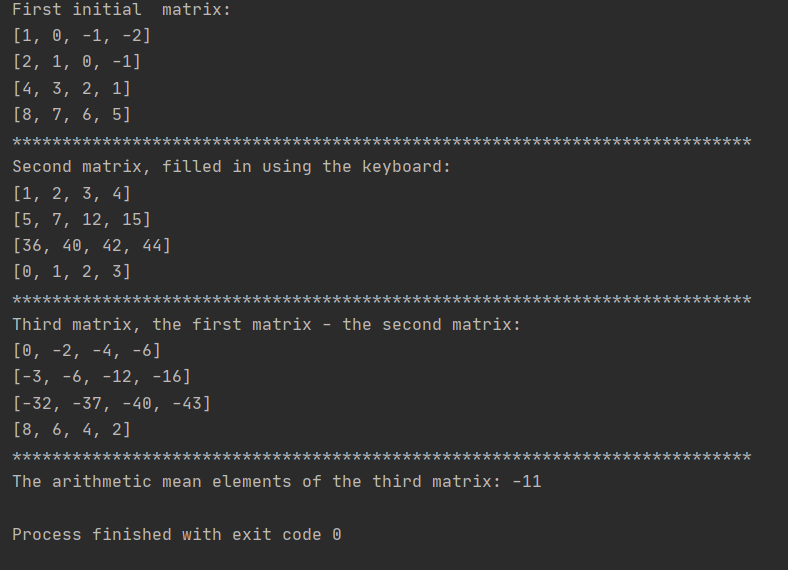 First initial  matrix:
[1, 0, -1, -2]
[2, 1, 0, -1]
[4, 3, 2, 1]
[8, 7, 6, 5]
**************************************************************************
Second matrix, filled in using the keyboard:
[1, 2, 3, 4]
[5, 7, 12, 15]
[36, 40, 42, 44]
[0, 1, 2, 3]
**************************************************************************
Third matrix, the first matrix - the second matrix:
[0, -2, -4, -6]
[-3, -6, -12, -16]
[-32, -37, -40, -43]
[8, 6, 4, 2]
**************************************************************************
The arithmetic mean elements of the third matrix: -11
Process finished with exit code 0